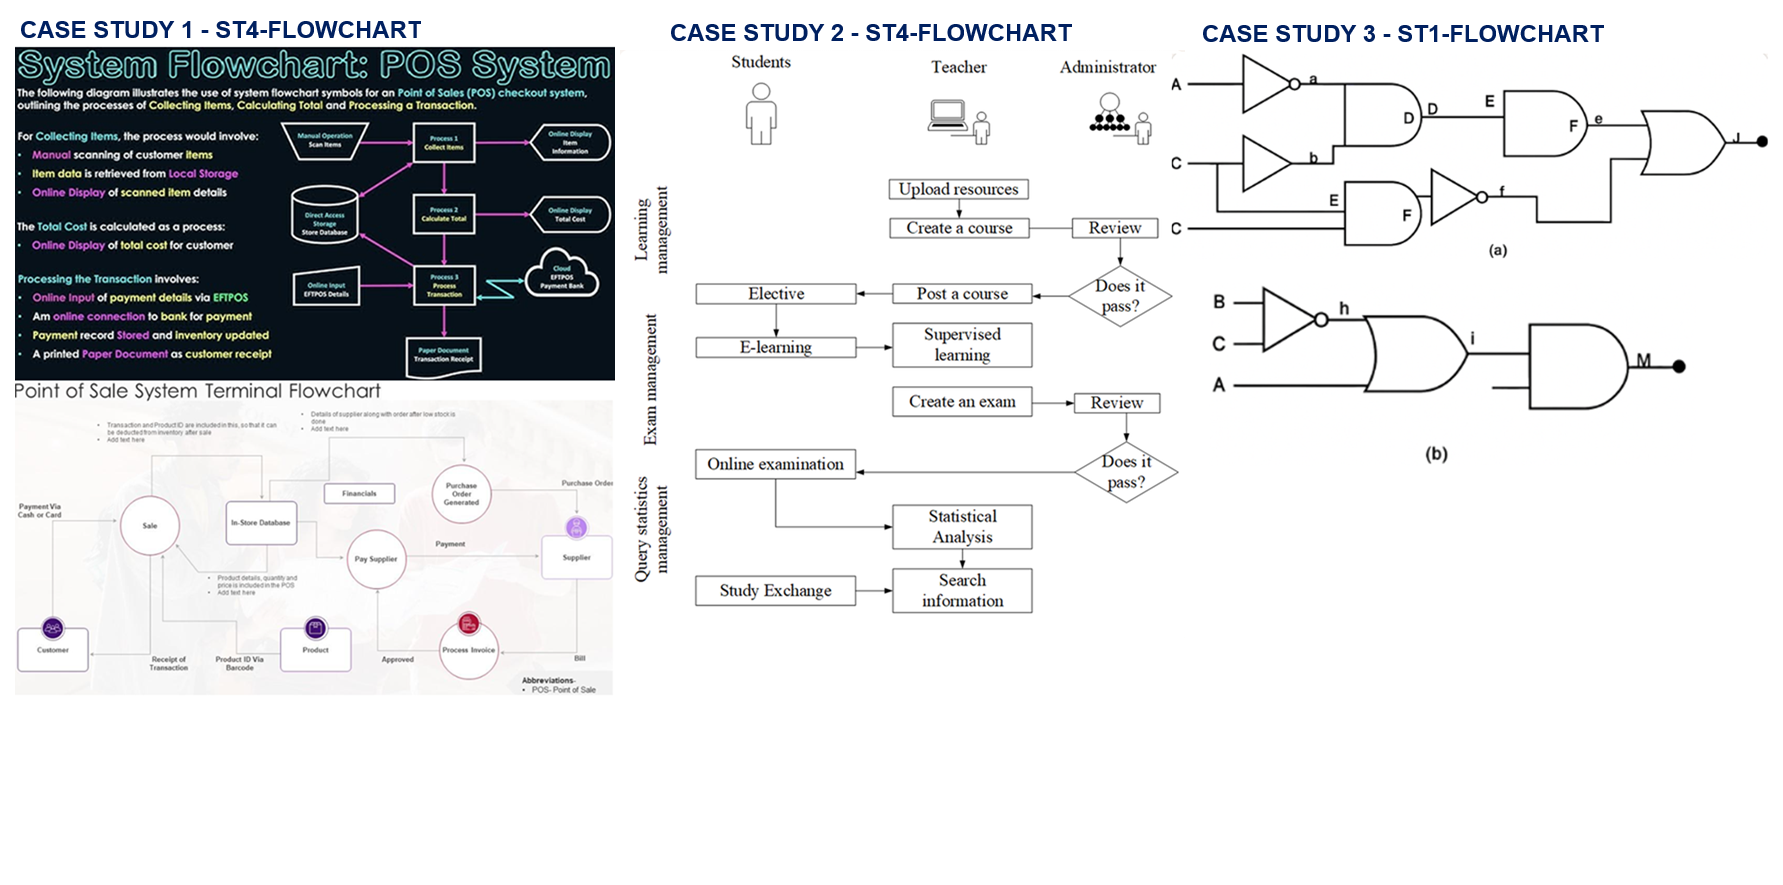 CASE STUDY 1 - ST4-FLOWCHART
System Flowchart: POS System
The following diagram illustrates the use of system flowchart symbols for an Point of Sales (POS) checkout system,
outlining the processes of Collecting Items, Calculating Total and Processing a Transaction.
For Collecting Items, the process would involve:
• Manual scanning of customer items
• Item data is retrieved from Local Storage
• Online Display of scanned item details
The Total Cost is calculated as a process:
• Online Display of total cost for customer
Processing the Transaction involves:
• Online Input of payment details via EFTPOS
• Am online connection to bank for payment
• Payment record Stored and inventory updated
• A printed Paper Document as customer receipt
Manual Operation
Scan Items
Process 1
Collect Items
Online Display
Item
Information
Direct Access
Storage
Store Database
Process 2
Calculate Total
Online Display
Total Cost
Online Input
EFTPOS Details
Process 3
Process
Transaction
Cloud
EFTPOS
Payment Bank
Paper Document
Transaction Receipt
Point of Sale System Terminal Flowchart
• Transaction and Product ID are included in this, so that it can
be deducted from inventory after sale
• Add text here
• Details of supplier along with order after low stock is
done
• Add text here
Payment Via
Cash or Card
Sale
In-Store Database
Financials
Purchase
Order
Generated
Purchase Order
Pay Supplier
Payment
Supplier
• Product details, quantity and
price is included in the POS
• Add text here
Customer
Receipt of
Transaction
Product ID Via
Barcode
Product
Approved
Process Invoice
Bill
Abbreviations-
• POS- Point of Sale
CASE STUDY 2 - ST4-FLOWCHART
Students
Teacher
Administrator
Learning
management
Exam management
Query statistics
management
Upload resources
Create a course
Review
Does it
pass?
Post a course
Elective
E-learning
Supervised
learning
Create an exam
Review
Does it
pass?
Online examination
Statistical
Analysis
Study Exchange
Search
information
CASE STUDY 3 - ST1-FLOWCHART
A
a
C
b
D
D
E
F
e
J
E
F
f
C
(a)
B
h
C
A
i
M
(b)